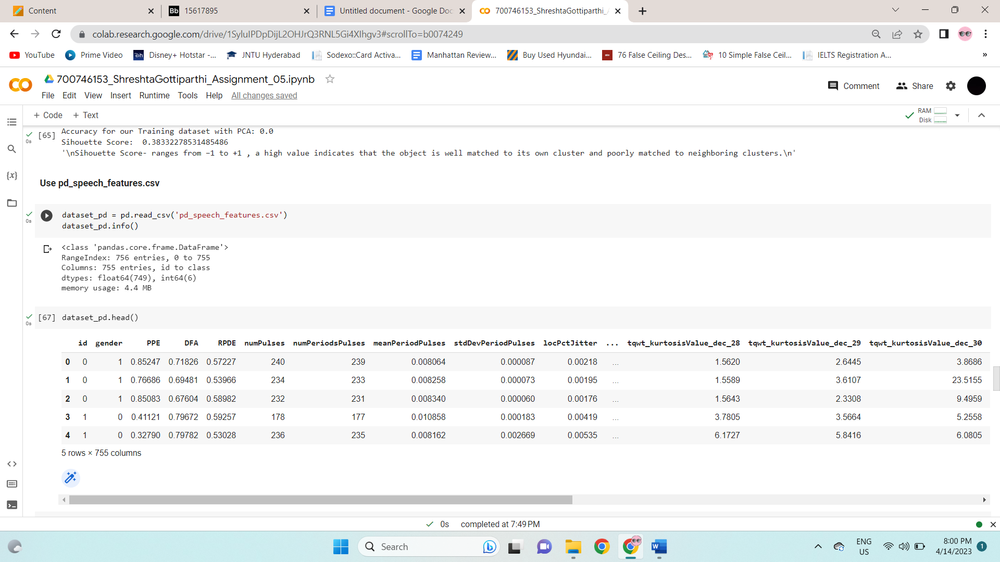 Content
Bb 15617895
Untitled document - Google Doc
700746153_ShreshtaGottiparthi_A
colab.research.google.com/drive/1SyluIPDpDijL2OHJrQ3RNL5Gi4XIhgv3#scrollTo=b0074249
YouTube Prime Video Disney+ Hotstar -... JNTU Hyderabad Sodexo::Card Activa... Manhattan Review... Buy Used Hyundai... 76 False Ceiling Des... 10 Simple False Ceil... IELTS Registration A... »
700746153_ShreshtaGottiparthi_Assignment_05.ipynb
Comment Share
File Edit View Insert Runtime Tools Help All changes saved
+ Code + Text
RAM
Disk
[65] Accuracy for our Training dataset with PCA: 0.0
0s
Sihouette Score:  0.38332278531485486
'\nSihouette Score- ranges from −1 to +1 , a high value indicates that the object is well matched to its own cluster and poorly matched to neighboring clusters.\n'
{x}
Use pd_speech_features.csv
dataset_pd = pd.read_csv('pd_speech_features.csv')
0s
dataset_pd.info()
<class 'pandas.core.frame.DataFrame'>
RangeIndex: 756 entries, 0 to 755
Columns: 755 entries, id to class
dtypes: float64(749), int64(6)
memory usage: 4.4 MB
[67] dataset_pd.head()
0s
id gender PPE DFA RPDE numPulses numPeriodsPulses meanPeriodPulses stdDevPeriodPulses locPctJitter ... tqwt_kurtosisValue_dec_28 tqwt_kurtosisValue_dec_29 tqwt_kurtosisValue_dec_30
0 0 1 0.85247 0.71826 0.57227 240 239 0.008064 0.000087 0.00218 ... 1.5620 2.6445 3.8686
1 0 1 0.76686 0.69481 0.53966 234 233 0.008258 0.000073 0.00195 ... 1.5589 3.6107 23.5155
2 0 1 0.85083 0.67604 0.58982 232 231 0.008340 0.000060 0.00176 ... 1.5643 2.3308 9.4959
3 1 0 0.41121 0.79672 0.59257 178 177 0.010858 0.000183 0.00419 ... 3.7805 3.5664 5.2558
4 1 0 0.32790 0.79782 0.53028 236 235 0.008162 0.002669 0.00535 ... 6.1727 5.8416 6.0805
5 rows × 755 columns
0s completed at 7:49 PM
Search
ENG
US
8:00 PM
4/14/2023
1